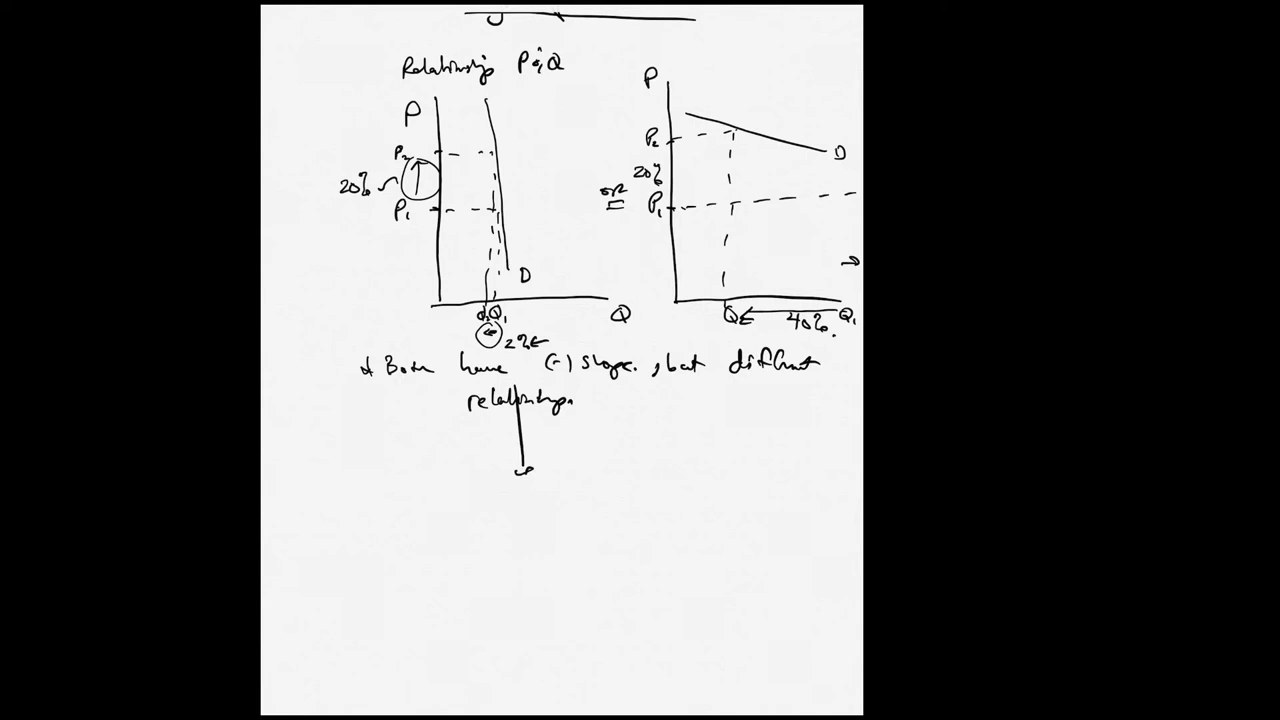 Relationship P & Q
P
P
P₂
20%
P₁
D
Q₂ Q₁
Q
2%
or
P₂
20%
P₁
D
Q₂
40%
Q₁
* Both have (-) slope, but different
relationship.